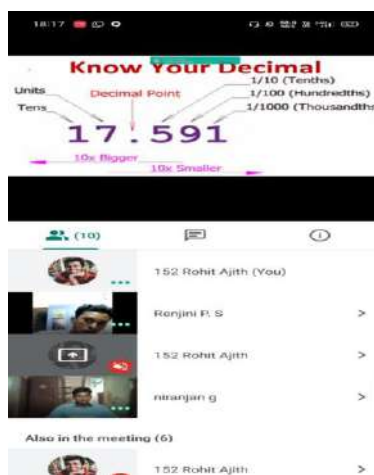 18:17
Know Your Decimal
1/10 (Tenths)
Units
Decimal Point
1/100 (Hundredths)
Tens
1/1000 (Thousandths
17.591
10x Bigger
10x Smaller
(10)
152 Rohit Ajith (You)
Renjini P. S
152 Rohit Ajith
niranjan g
Also in the meeting (6)
152 Rohit Ajith